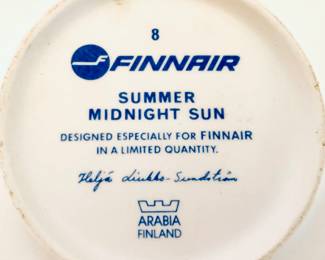 8
FINNAIR
SUMMER
MIDNIGHT SUN
DESIGNED ESPECIALLY FOR FINNAIR
IN A LIMITED QUANTITY.
Heljä Liukko-Sundström
ARABIA
FINLAND